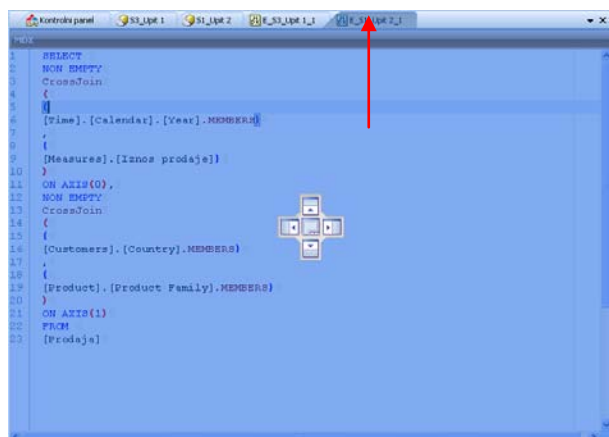 Kontrolni panel S3_Upit 1 S1_Upit 2 E_S3_Upit 1_1 E_S1_Upit 2_1
MDX
1 SELECT
2 NON EMPTY
3 CrossJoin
4 (
5 {
6 [Time].[Calendar].[Year].MEMBERS}
7 ,
8 {
9 [Measures].[Iznos prodaje]}
10 )
11 ON AXIS(0),
12 NON EMPTY
13 CrossJoin
14 (
15 {
16 [Customers].[Country].MEMBERS}
17 ,
18 {
19 [Product].[Product Family].MEMBERS}
20 )
21 ON AXIS(1)
22 FROM
23 [Prodaja]